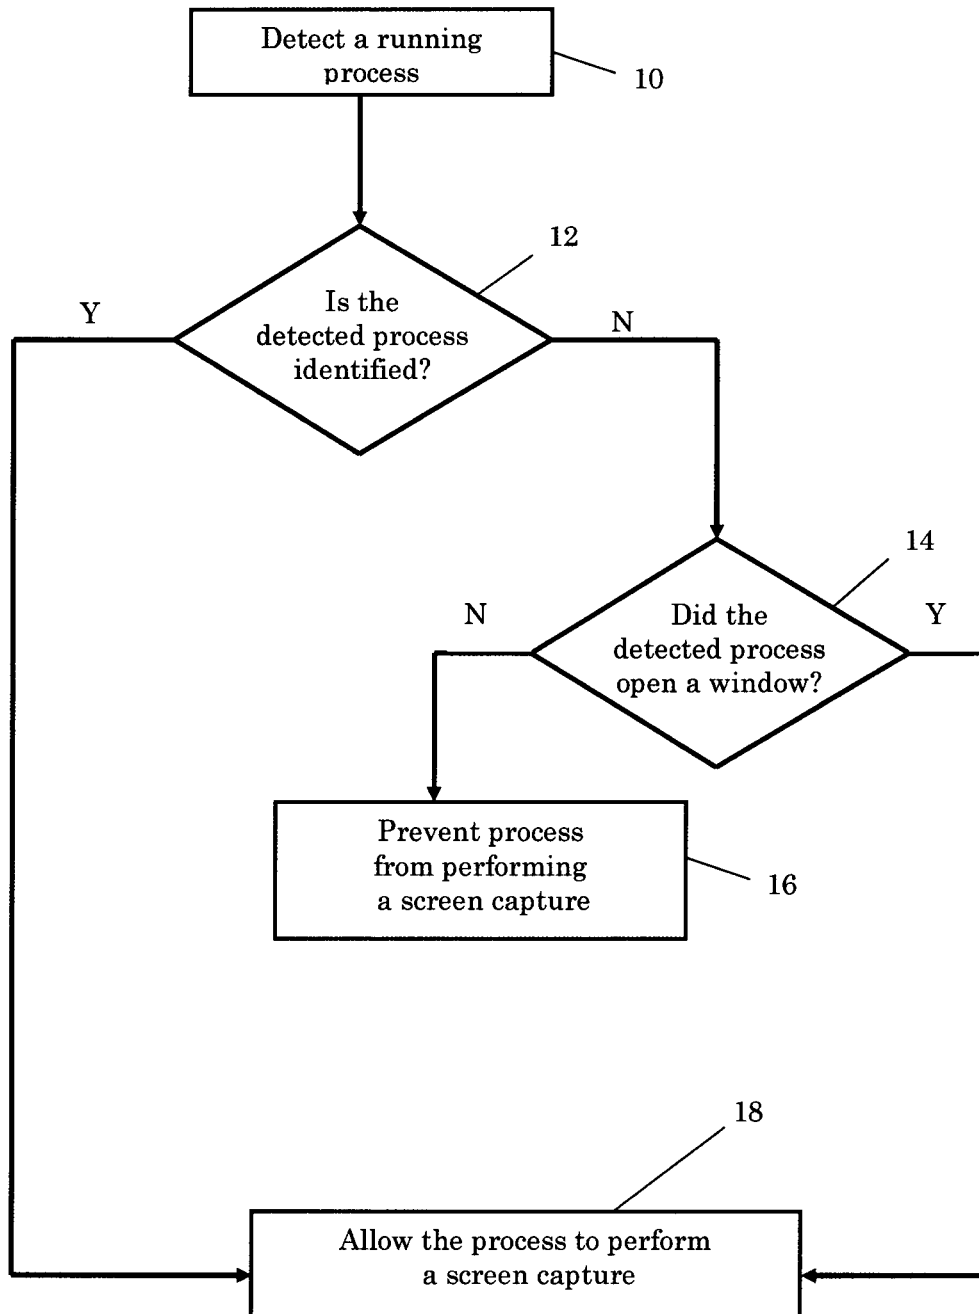 Detect a running
process
10
12
Is the
detected process
identified?
Y
N
14
Did the
detected process
open a window?
N
Y
Prevent process
from performing
a screen capture
16
18
Allow the process to perform
a screen capture